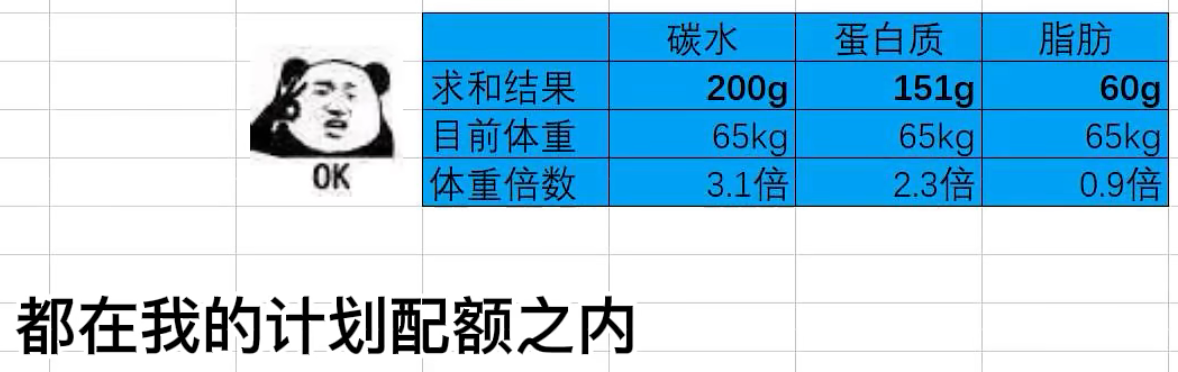 碳水 蛋白质 脂肪
求和结果 200g 151g 60g
目前体重 65kg 65kg 65kg
体重倍数 3.1倍 2.3倍 0.9倍
OK
都在我的计划配额之内